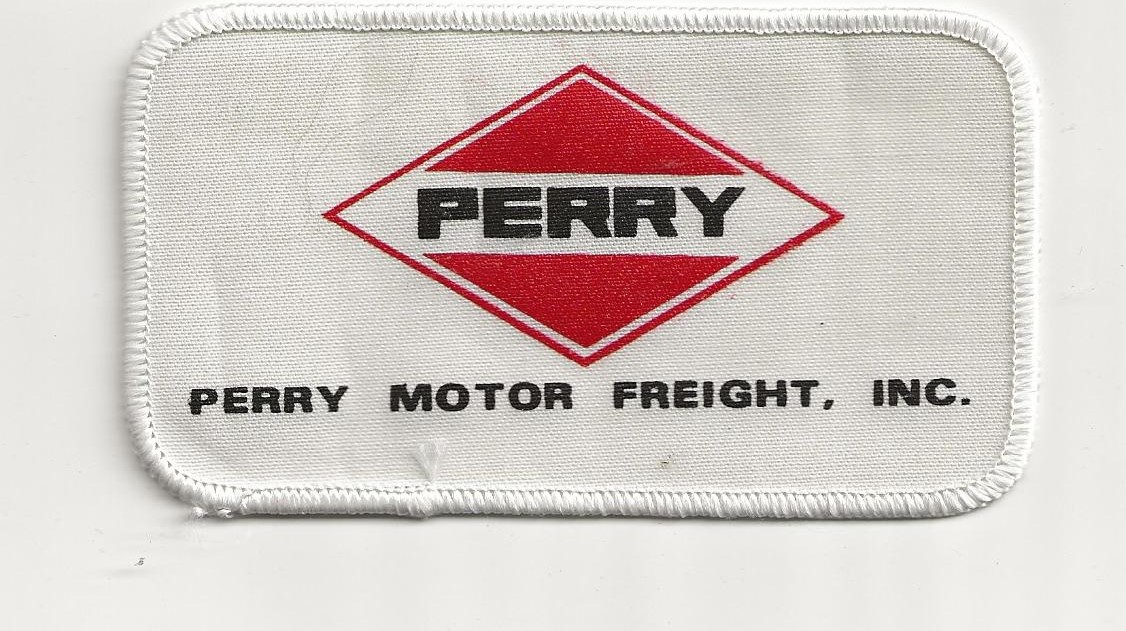 PERRY
PERRY MOTOR FREIGHT, INC.